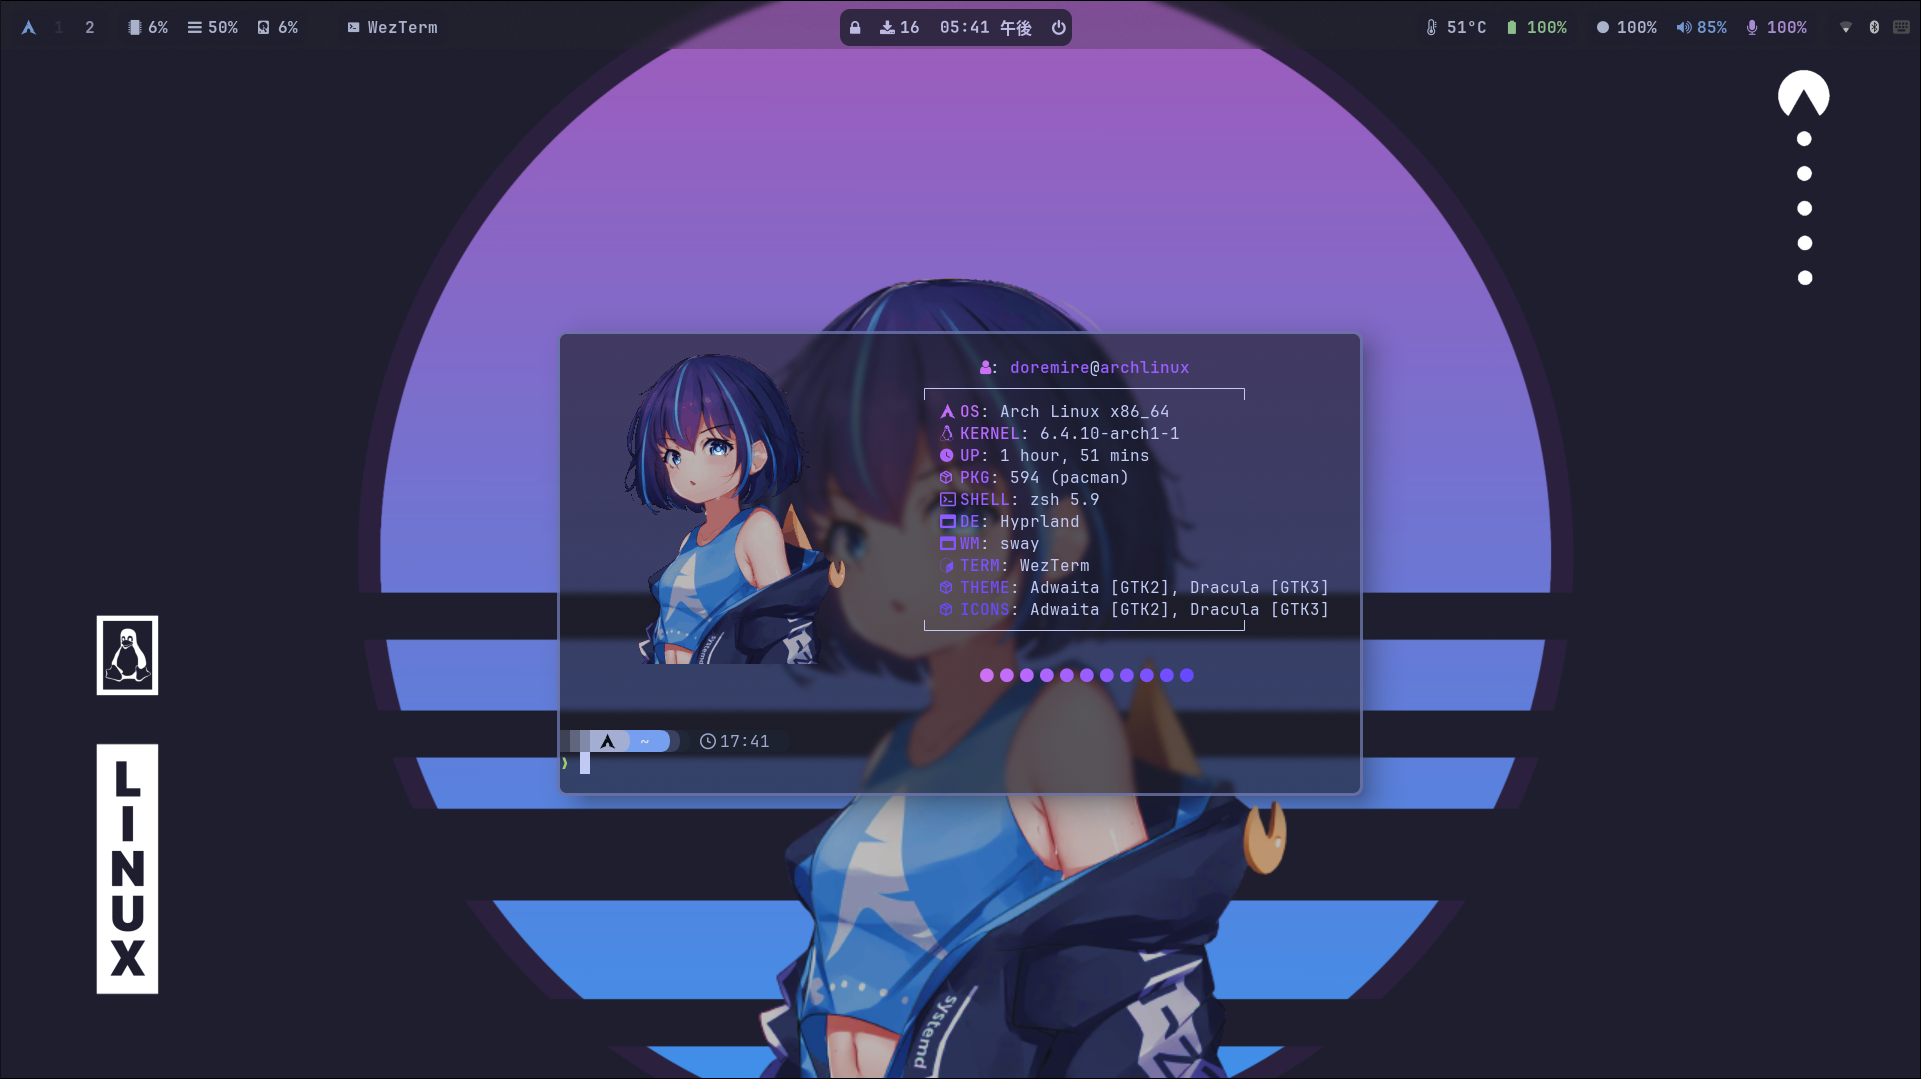 1 2 6% 50% 6% WezTerm
16 05:41 午後
51°C 100% 100% 85% 100%
doremire@archlinux
OS: Arch Linux x86_64
KERNEL: 6.4.10-arch1-1
UP: 1 hour, 51 mins
PKG: 594 (pacman)
SHELL: zsh 5.9
DE: Hyprland
WM: sway
TERM: WezTerm
THEME: Adwaita [GTK2], Dracula [GTK3]
ICONS: Adwaita [GTK2], Dracula [GTK3]
systemd
~ 17:41
❯
LINUX
systemd